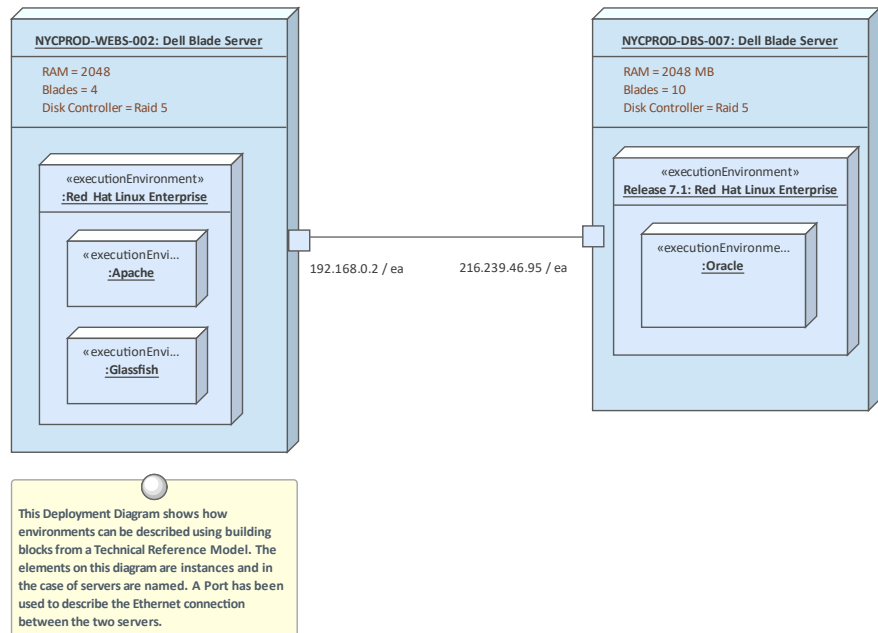 NYCPROD-WEBS-002: Dell Blade Server
RAM = 2048
Blades = 4
Disk Controller = Raid 5
«executionEnvironment»
:Red Hat Linux Enterprise
«executionEnvi...
:Apache
«executionEnvi...
:Glassfish
192.168.0.2 / ea
216.239.46.95 / ea
NYCPROD-DBS-007: Dell Blade Server
RAM = 2048 MB
Blades = 10
Disk Controller = Raid 5
«executionEnvironment»
Release 7.1: Red Hat Linux Enterprise
«executionEnvironme...
:Oracle
This Deployment Diagram shows how
environments can be described using building
blocks from a Technical Reference Model. The
elements on this diagram are instances and in
the case of servers are named. A Port has been
used to describe the Ethernet connection
between the two servers.